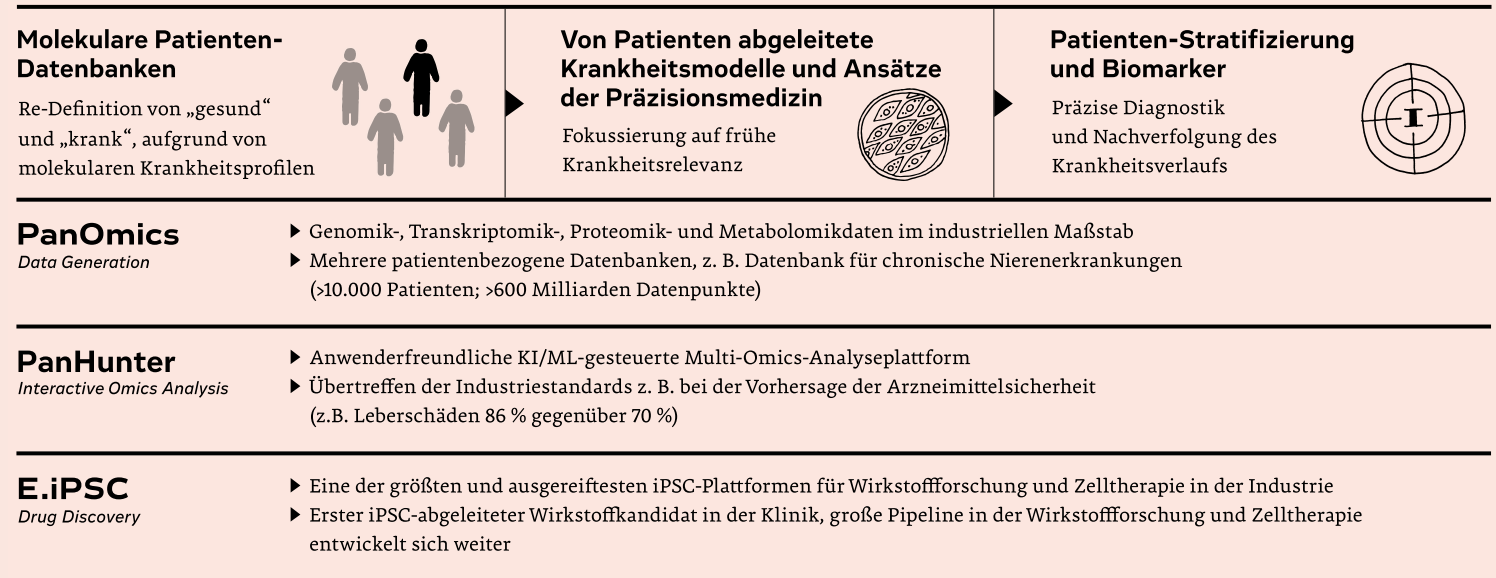 Molekulare Patienten-
Datenbanken
Re-Definition von „gesund“
und „krank“, aufgrund von
molekularen Krankheitsprofilen
Von Patienten abgeleitete
Krankheitsmodelle und Ansätze
der Präzisionsmedizin
Fokussierung auf frühe
Krankheitsrelevanz
Patienten-Stratifizierung
und Biomarker
Präzise Diagnostik
und Nachverfolgung des
Krankheitsverlaufs
I
PanOmics
Data Generation
Genomik-, Transkriptomik-, Proteomik- und Metabolomikdaten im industriellen Maßstab
Mehrere patientenbezogene Datenbanken, z. B. Datenbank für chronische Nierenerkrankungen
(>10.000 Patienten; >600 Milliarden Datenpunkte)
PanHunter
Interactive Omics Analysis
Anwenderfreundliche KI/ML-gesteuerte Multi-Omics-Analyseplattform
Übertreffen der Industriestandards z. B. bei der Vorhersage der Arzneimittelsicherheit
(z.B. Leberschäden 86 % gegenüber 70 %)
E.iPSC
Drug Discovery
Eine der größten und ausgereiftesten iPSC-Plattformen für Wirkstoffforschung und Zelltherapie in der Industrie
Erster iPSC-abgeleiteter Wirkstoffkandidat in der Klinik, große Pipeline in der Wirkstoffforschung und Zelltherapie
entwickelt sich weiter